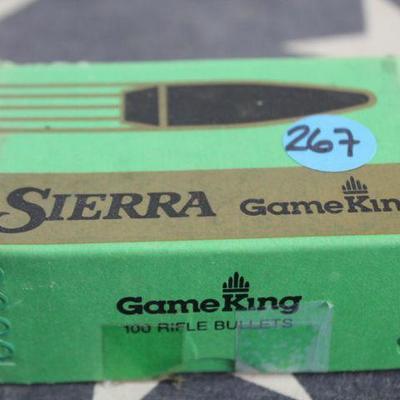 267
SIERRA GameKing
GameKing
100 RIFLE BULLETS